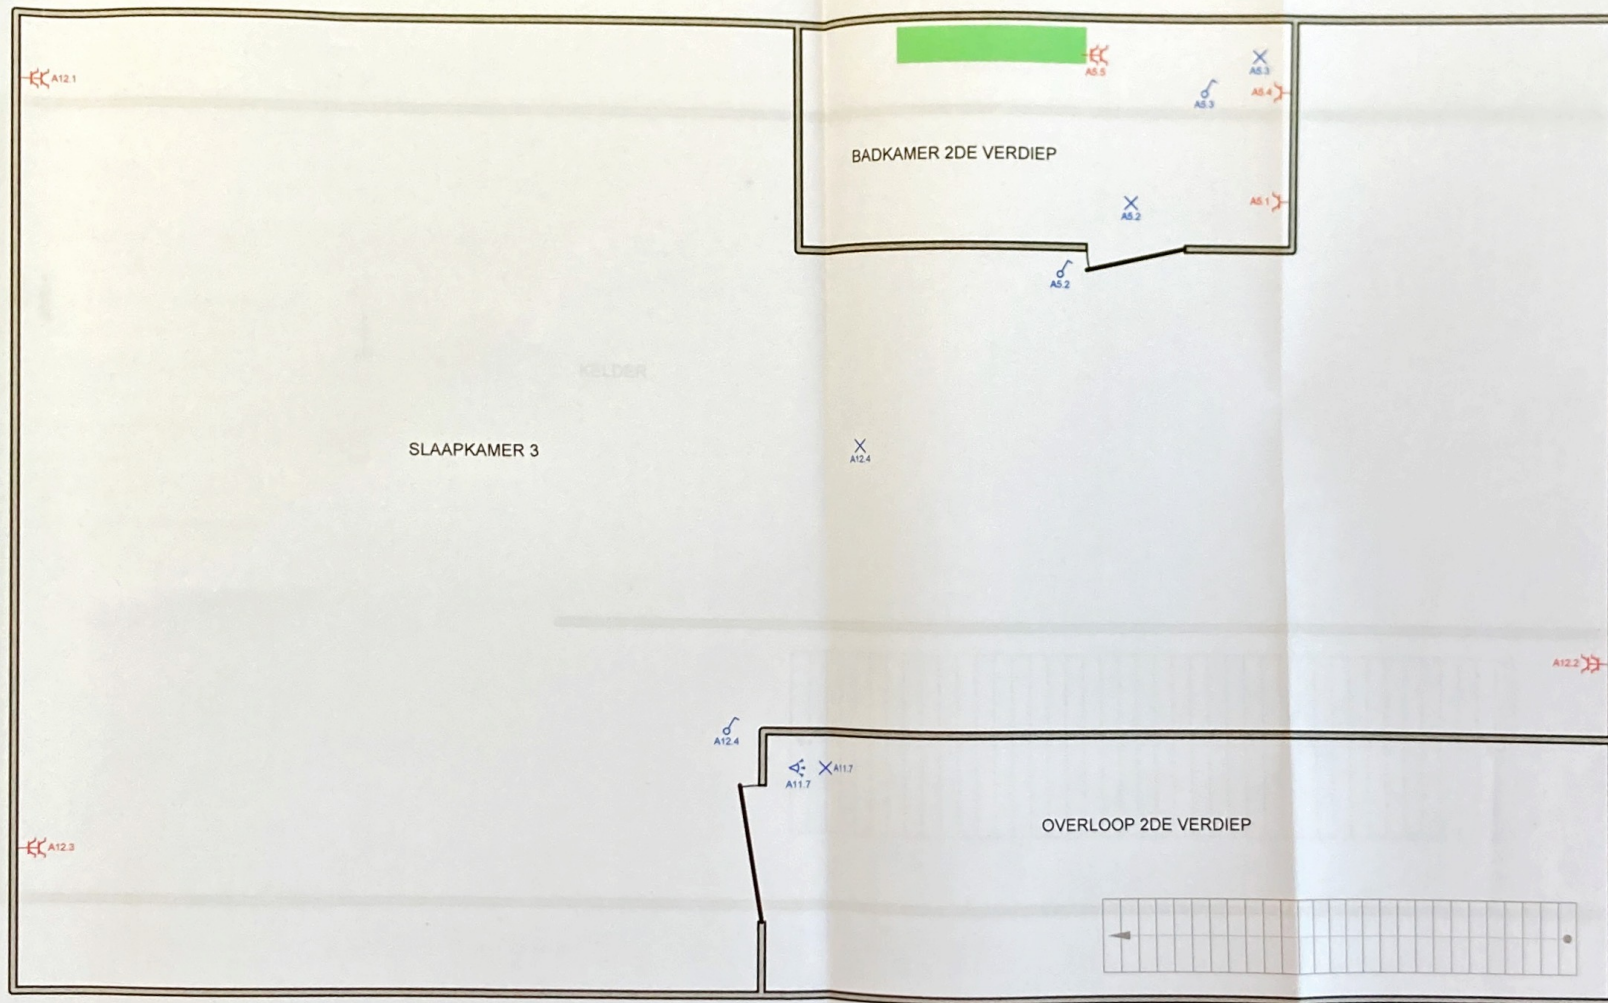 A12.1
A5.5
A5.3
A5.3
A5.4
BADKAMER 2DE VERDIEP
A5.1
A5.2
A5.2
KELDER
SLAAPKAMER 3
A12.4
A12.2
A12.4
A11.7
A11.7
OVERLOOP 2DE VERDIEP
A12.3